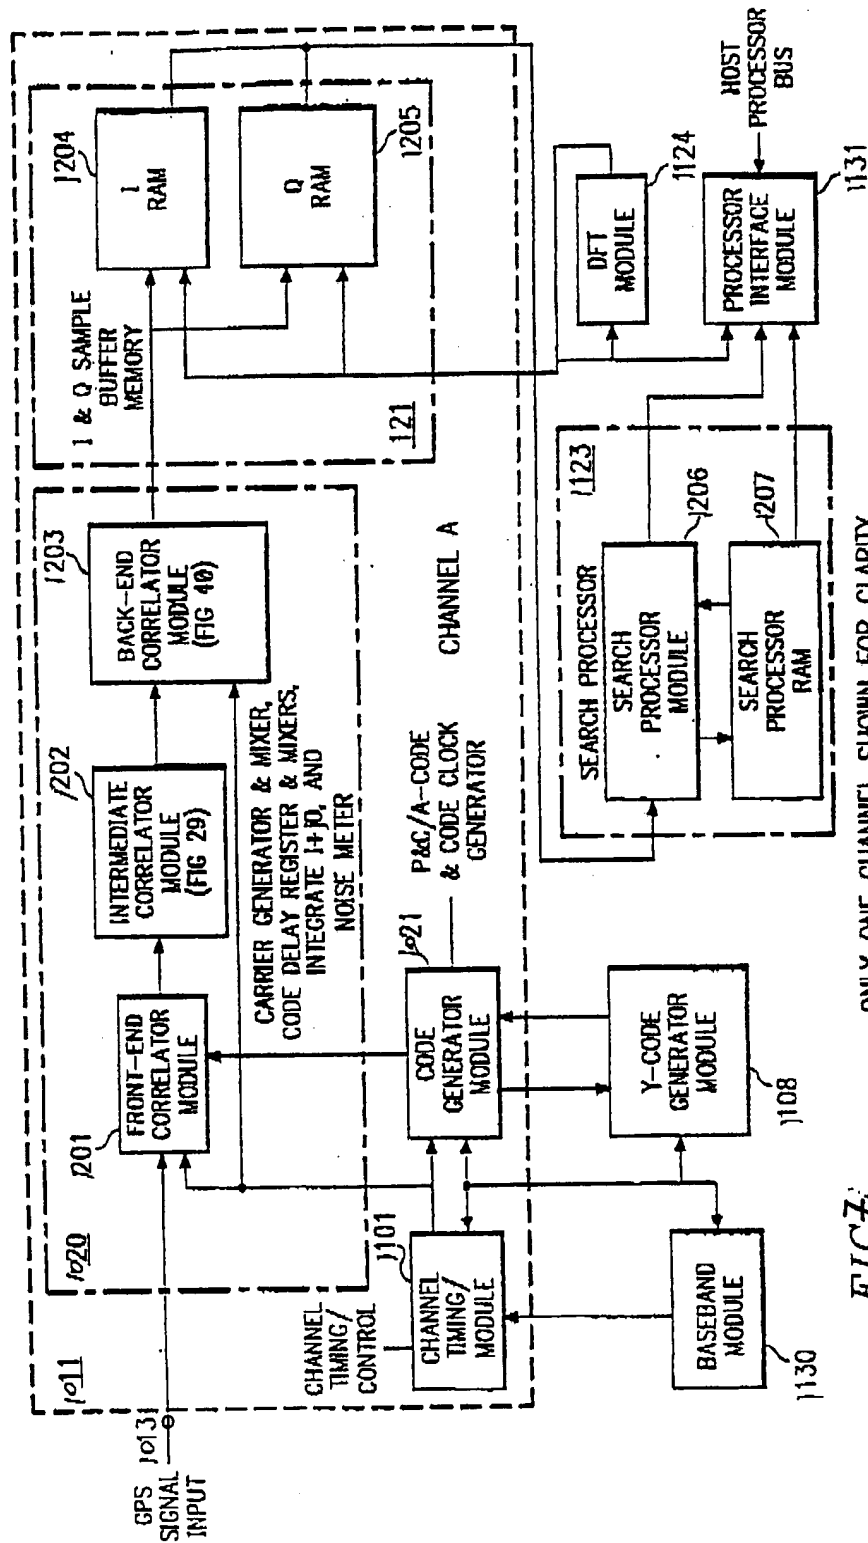 GPS
SIGNAL
INPUT
10131
1011
1020
1201
FRONT-END
CORRELATOR
MODULE
1202
INTERMEDIATE
CORRELATOR
MODULE
(FIG 29)
1203
BACK-END
CORRELATOR
MODULE
(FIG 40)
CARRIER GENERATOR & MIXER,
CODE DELAY REGISTER & MIXERS,
INTEGRATE I+jQ, AND
NOISE METER
I & Q SAMPLE
BUFFER
MEMORY
121
1204
I
RAM
Q
RAM
1205
CHANNEL
TIMING/
CONTROL
1101
CHANNEL
TIMING/
MODULE
1021
CODE
GENERATOR
MODULE
P&C/A-CODE
& CODE CLOCK
GENERATOR
CHANNEL A
BASEBAND
MODULE
1130
Y-CODE
GENERATOR
MODULE
1108
SEARCH PROCESSOR
1123
SEARCH
PROCESSOR
MODULE
1206
SEARCH
PROCESSOR
RAM
1207
DFT
MODULE
1124
PROCESSOR
INTERFACE
MODULE
1131
HOST
PROCESSOR
BUS
ONLY ONE CHANNEL SHOWN FOR CLARITY
FIG 7.